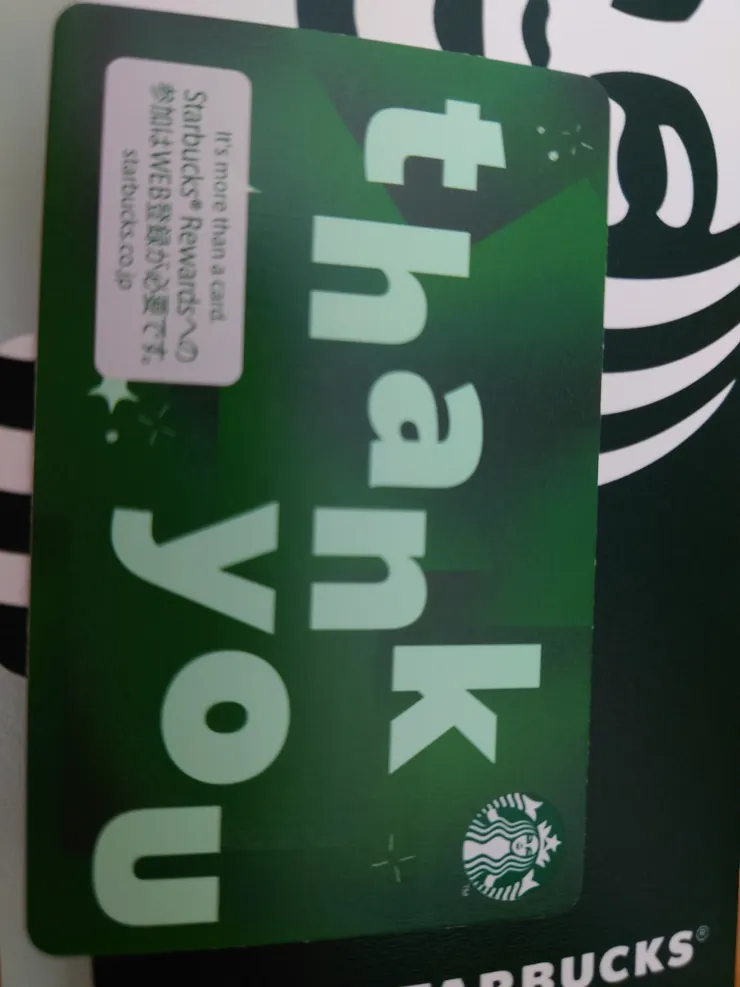 thank
you
It's more than a card.
Starbucks® Rewardsへの
参加はWEB登録が必要です。
starbucks.co.jp
TM
STARBUCKS®